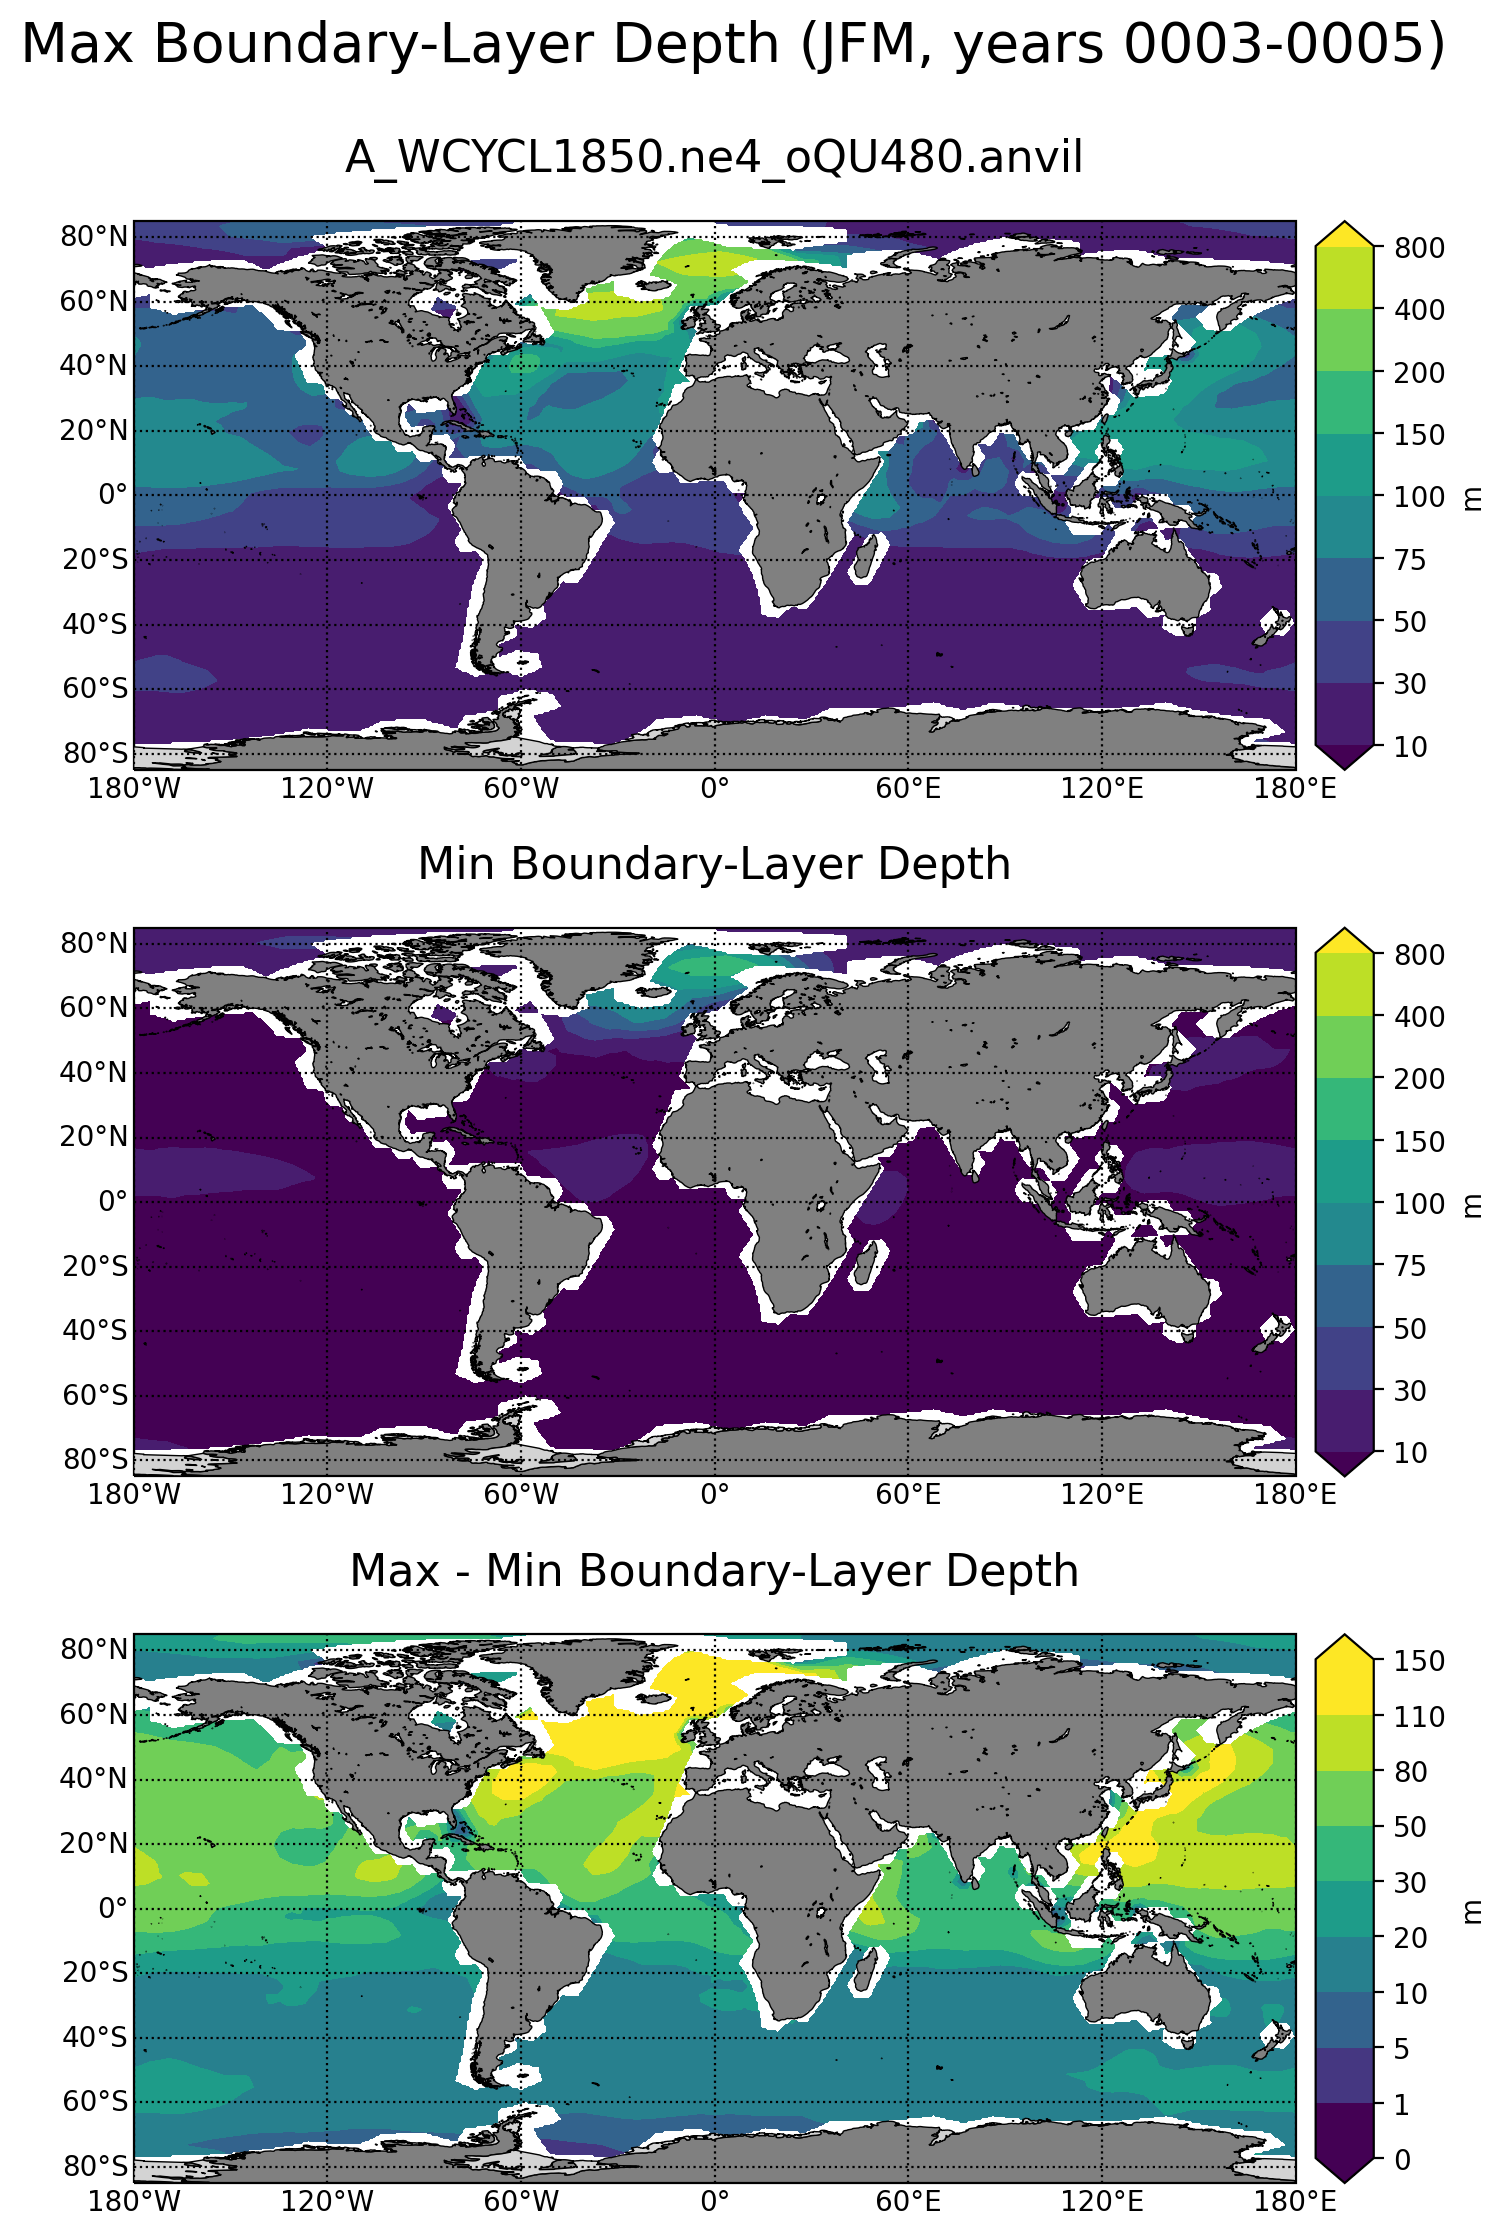 Max Boundary-Layer Depth (JFM, years 0003-0005)
A_WCYCL1850.ne4_oQU480.anvil
80°N
60°N
40°N
20°N
0°
20°S
40°S
60°S
80°S
180°W 120°W 60°W 0° 60°E 120°E 180°E
800
400
200
150
100
75
50
30
10
m
Min Boundary-Layer Depth
80°N
60°N
40°N
20°N
0°
20°S
40°S
60°S
80°S
180°W 120°W 60°W 0° 60°E 120°E 180°E
800
400
200
150
100
75
50
30
10
m
Max - Min Boundary-Layer Depth
80°N
60°N
40°N
20°N
0°
20°S
40°S
60°S
80°S
180°W 120°W 60°W 0° 60°E 120°E 180°E
150
110
80
50
30
20
10
5
1
0
m